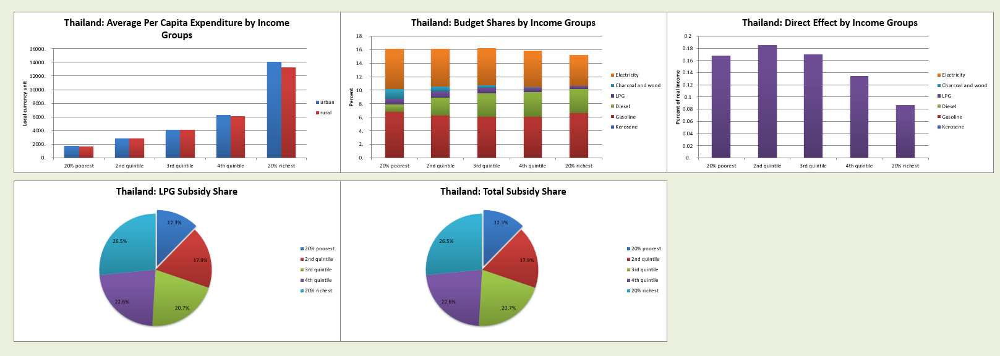 Thailand: Average Per Capita Expenditure by Income
Groups
16000.
14000.
12000.
10000.
8000.
6000.
4000.
2000.
0.
Local currency unit
20% poorest
2nd quintile
3rd quintile
4th quintile
20% richest
urban
rural
Thailand: Budget Shares by Income Groups
18.
16.
14.
12.
10.
8.
6.
4.
2.
0.
Percent
20% poorest
2nd quintile
3rd quintile
4th quintile
20% richest
Electricity
Charcoal and wood
LPG
Diesel
Gasoline
Kerosene
Thailand: Direct Effect by Income Groups
0.2
0.18
0.16
0.14
0.12
0.1
0.08
0.06
0.04
0.02
0.
Percent of real income
20% poorest
2nd quintile
3rd quintile
4th quintile
20% richest
Electricity
Charcoal and wood
LPG
Diesel
Gasoline
Kerosene
Thailand: LPG Subsidy Share
12.3%
17.9%
20.7%
22.6%
26.5%
20% poorest
2nd quintile
3rd quintile
4th quintile
20% richest
Thailand: Total Subsidy Share
12.3%
17.9%
20.7%
22.6%
26.5%
20% poorest
2nd quintile
3rd quintile
4th quintile
20% richest